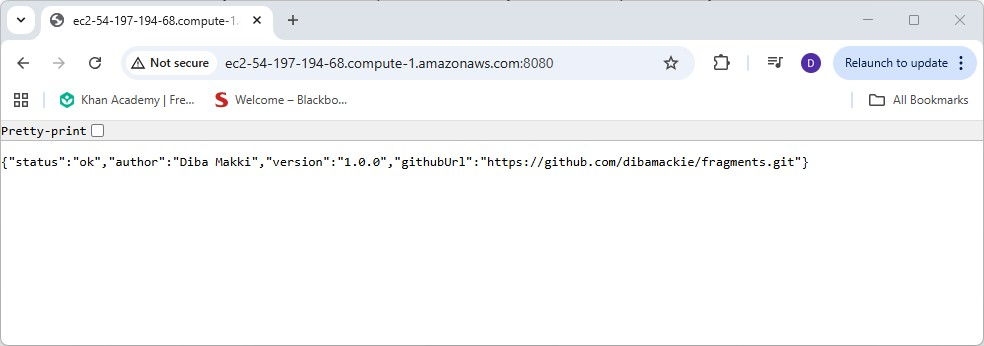 ec2-54-197-194-68.compute-1.
Not secure ec2-54-197-194-68.compute-1.amazonaws.com:8080 D Relaunch to update
Khan Academy | Fre... S Welcome – Blackbo... All Bookmarks
Pretty-print
{"status":"ok","author":"Diba Makki","version":"1.0.0","githubUrl":"https://github.com/dibamackie/fragments.git"}